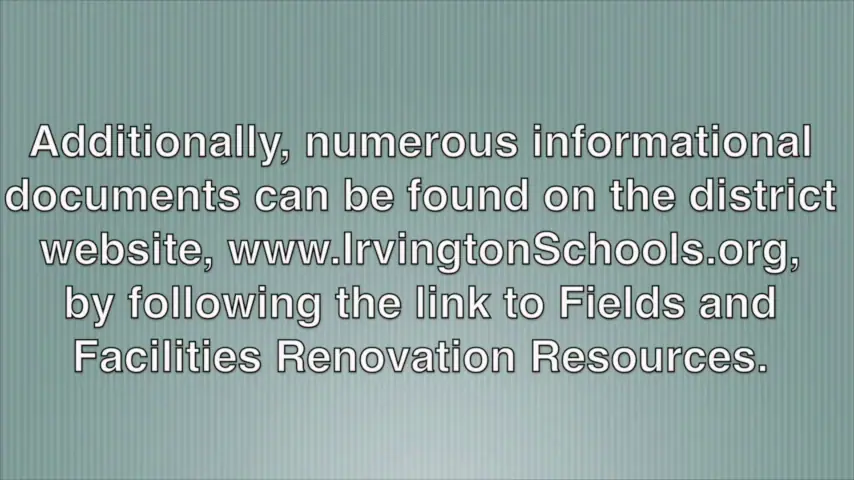 Additionally, numerous informational
documents can be found on the district
website, www.IrvingtonSchools.org,
by following the link to Fields and
Facilities Renovation Resources.